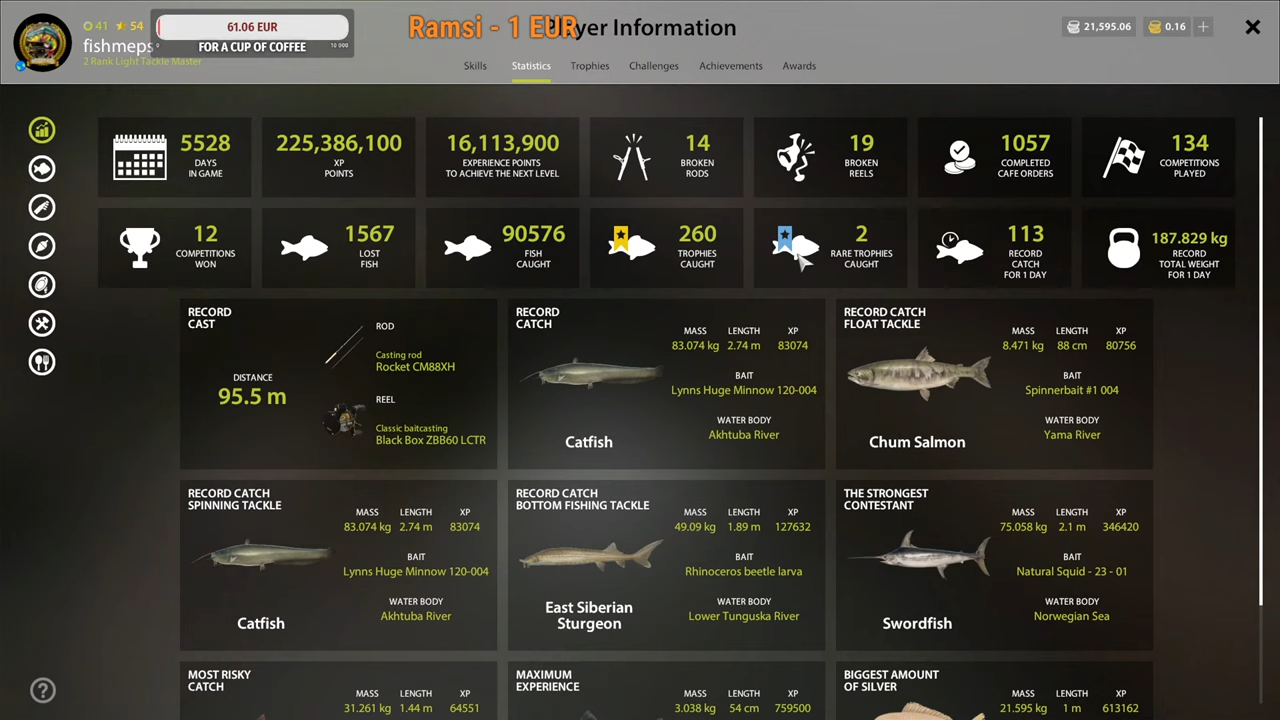 41 54
fishmeps
2 Rank Light Tackle Master
61.06 EUR
0 FOR A CUP OF COFFEE 10 000
Ramsi - 1 EUR
yer Information
21,595.06 0.16
Skills Statistics Trophies Challenges Achievements Awards
5528
DAYS
IN GAME
225,386,100
XP
POINTS
16,113,900
EXPERIENCE POINTS
TO ACHIEVE THE NEXT LEVEL
14
BROKEN
RODS
19
BROKEN
REELS
1057
COMPLETED
CAFE ORDERS
134
COMPETITIONS
PLAYED
12
COMPETITIONS
WON
1567
LOST
FISH
90576
FISH
CAUGHT
260
TROPHIES
CAUGHT
2
RARE TROPHIES
CAUGHT
113
RECORD
CATCH
FOR 1 DAY
187.829 kg
RECORD
TOTAL WEIGHT
FOR 1 DAY
RECORD
CAST
DISTANCE
95.5 m
ROD
Casting rod
Rocket CM88XH
REEL
Classic baitcasting
Black Box ZBB60 LCTR
RECORD
CATCH
MASS LENGTH XP
83.074 kg 2.74 m 83074
BAIT
Lynns Huge Minnow 120-004
WATER BODY
Akhtuba River
Catfish
RECORD CATCH
FLOAT TACKLE
MASS LENGTH XP
8.471 kg 88 cm 80756
BAIT
Spinnerbait #1 004
WATER BODY
Yama River
Chum Salmon
RECORD CATCH
SPINNING TACKLE
MASS LENGTH XP
83.074 kg 2.74 m 83074
BAIT
Lynns Huge Minnow 120-004
WATER BODY
Akhtuba River
Catfish
RECORD CATCH
BOTTOM FISHING TACKLE
MASS LENGTH XP
49.09 kg 1.89 m 127632
BAIT
Rhinoceros beetle larva
WATER BODY
Lower Tunguska River
East Siberian
Sturgeon
THE STRONGEST
CONTESTANT
MASS LENGTH XP
75.058 kg 2.1 m 346420
BAIT
Natural Squid - 23 - 01
WATER BODY
Norwegian Sea
Swordfish
MOST RISKY
CATCH
MASS LENGTH XP
31.261 kg 1.44 m 64551
MAXIMUM
EXPERIENCE
MASS LENGTH XP
3.038 kg 54 cm 759500
BIGGEST AMOUNT
OF SILVER
MASS LENGTH XP
21.595 kg 1 m 613162
?